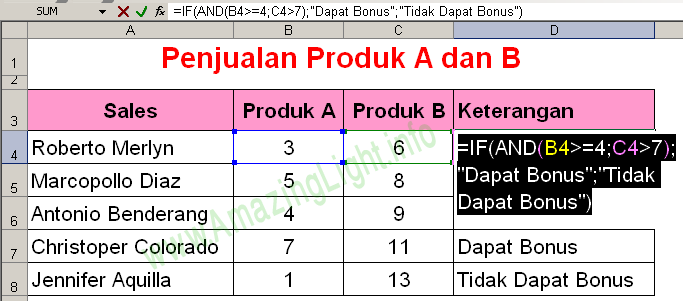 SUM =IF(AND(B4>=4;C4>7);"Dapat Bonus";"Tidak Dapat Bonus")
A B C D
1 Penjualan Produk A dan B
2
3 Sales Produk A Produk B Keterangan
4 Roberto Merlyn 3 6 =IF(AND(B4>=4;C4>7);
"Dapat Bonus";"Tidak
Dapat Bonus")
5 Marcopollo Diaz 5 8
6 Antonio Benderang 4 9
7 Christoper Colorado 7 11 Dapat Bonus
8 Jennifer Aquilla 1 13 Tidak Dapat Bonus
www.AmazingLight.info